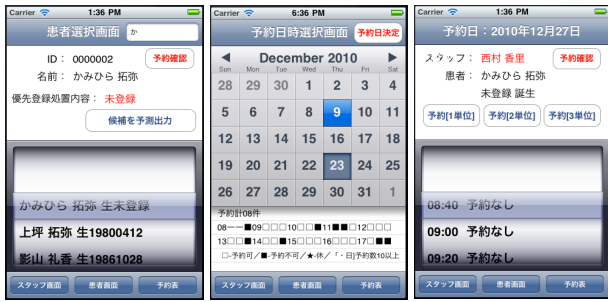 Carrier 1:36 PM
患者選択画面 か
ID： 0000002 予約確認
名前： かみひら 拓弥
優先登録処置内容： 未登録
候補を予測出力
かみひら 拓弥 生未登録
上坪 拓弥 生19800412
影山 礼香 生19861028
スタッフ画面 患者画面 予約表
Carrier 6:36 PM
予約日時選択画面 予約日決定
December 2010
Sun Mon Tue Wed Thu Fri Sat
28 29 30 1 2 3 4
5 6 7 8 9 10 11
12 13 14 15 16 17 18
19 20 21 22 23 24 25
26 27 28 29 30 31 1
予約計08件
08ーー■09□□□10□□■11■■□12□□□
13□□■14□□■15□□□16□□□17□■■
□-予約可／■-予約不可／★-休／「・日]予約数10以上
スタッフ画面 患者画面 予約表
Carrier 1:36 PM
予約日：2010年12月27日
スタッフ： 西村 香里 予約確認
患者： かみひら 拓弥
未登録 誕生
予約[1単位] 予約[2単位] 予約[3単位]
08:40 予約なし
09:00 予約なし
09:20 予約なし
スタッフ画面 患者画面 予約表